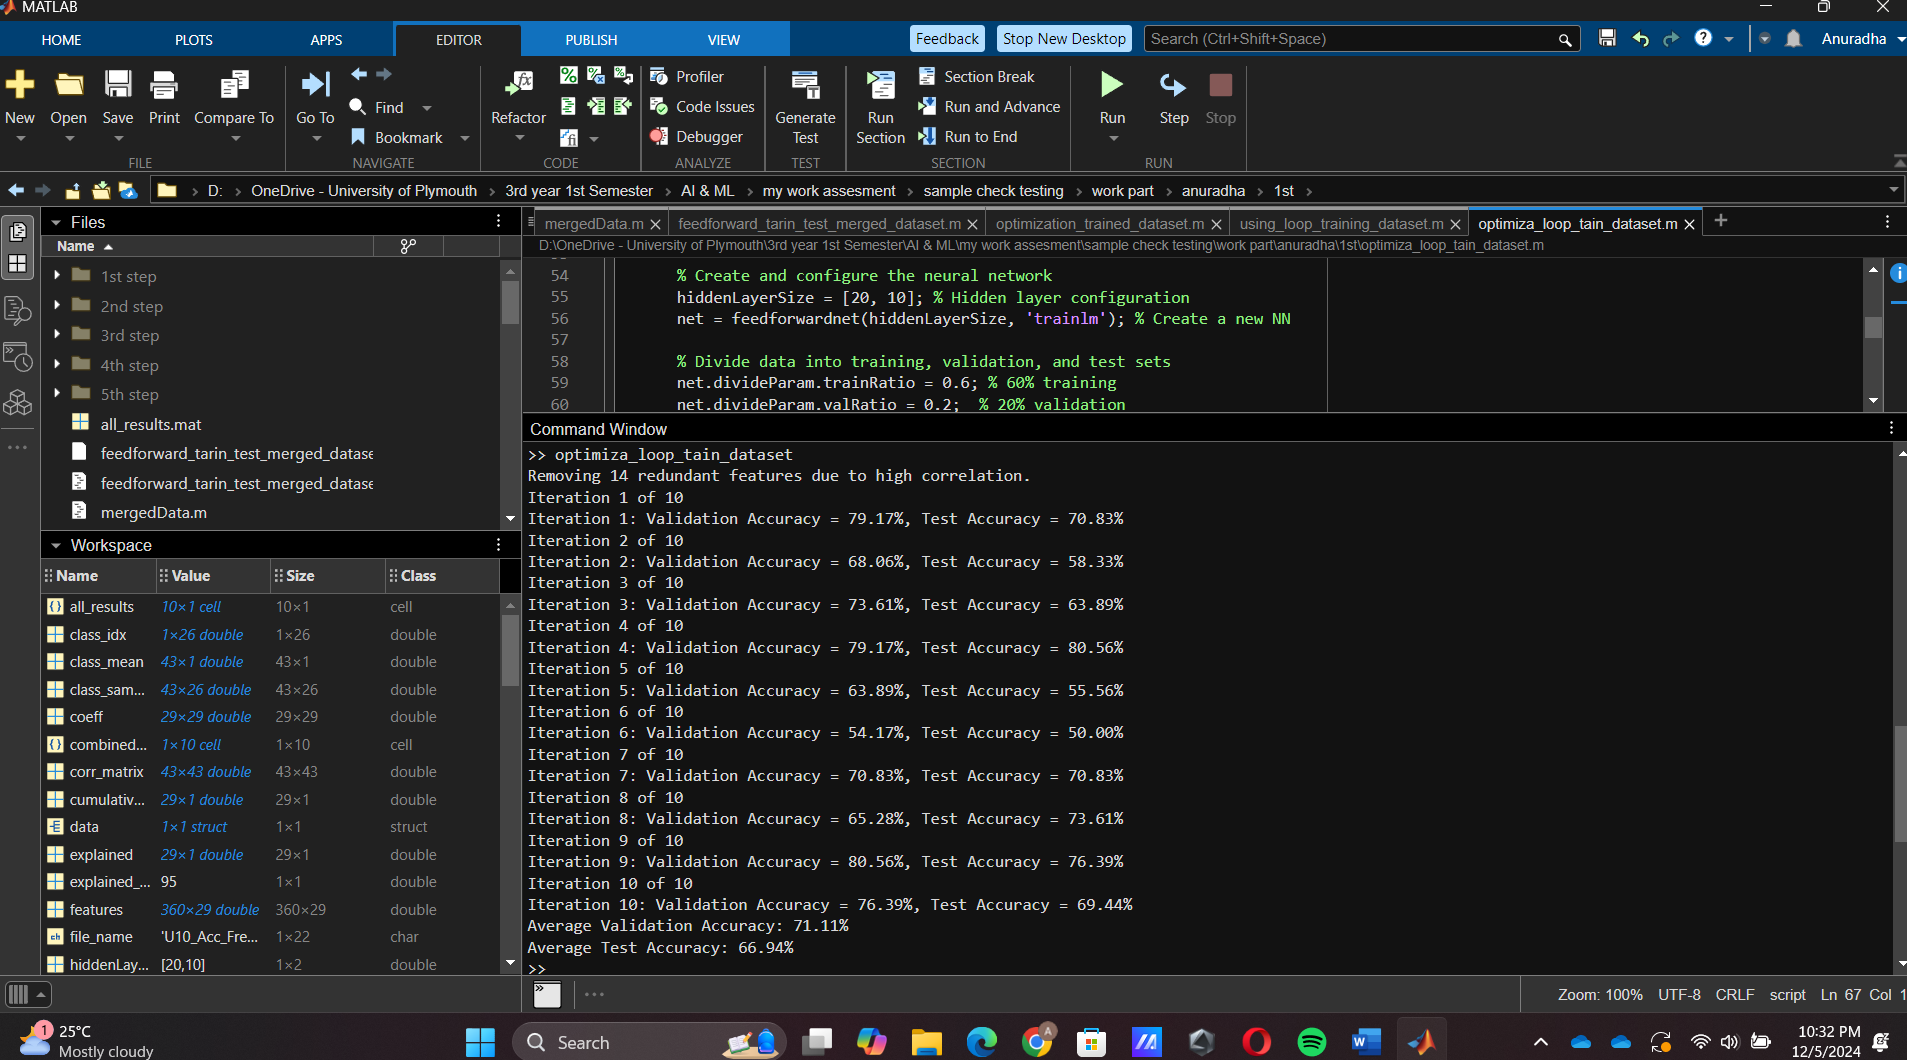 MATLAB
HOME PLOTS APPS EDITOR PUBLISH VIEW Feedback Stop New Desktop Search (Ctrl+Shift+Space) Anuradha
New Open Save Print Compare To Go To Find Bookmark Refactor Profiler Code Issues Debugger Generate Test Run Section Section Break Run and Advance Run to End Run Step Stop
FILE NAVIGATE CODE ANALYZE TEST SECTION RUN
D: OneDrive - University of Plymouth 3rd year 1st Semester AI & ML my work assesment sample check testing work part anuradha 1st
Files
Name
1st step
2nd step
3rd step
4th step
5th step
all_results.mat
feedforward_tarin_test_merged_datase
feedforward_tarin_test_merged_datase
mergedData.m
Workspace
Name Value Size Class
all_results 10×1 cell 10×1 cell
class_idx 1×26 double 1×26 double
class_mean 43×1 double 43×1 double
class_sam... 43×26 double 43×26 double
coeff 29×29 double 29×29 double
combined... 1×10 cell 1×10 cell
corr_matrix 43×43 double 43×43 double
cumulativ... 29×1 double 29×1 double
data 1×1 struct 1×1 struct
explained 29×1 double 29×1 double
explained_... 95 1×1 double
features 360×29 double 360×29 double
file_name 'U10_Acc_Fre... 1×22 char
hiddenLay... [20,10] 1×2 double
mergedData.m feedforward_tarin_test_merged_dataset.m optimization_trained_dataset.m using_loop_training_dataset.m optimiza_loop_tain_dataset.m
D:\OneDrive - University of Plymouth\3rd year 1st Semester\AI & ML\my work assesment\sample check testing\work part\anuradha\1st\optimiza_loop_tain_dataset.m
54 % Create and configure the neural network
55 hiddenLayerSize = [20, 10]; % Hidden layer configuration
56 net = feedforwardnet(hiddenLayerSize, 'trainlm'); % Create a new NN
57
58 % Divide data into training, validation, and test sets
59 net.divideParam.trainRatio = 0.6; % 60% training
60 net.divideParam.valRatio = 0.2; % 20% validation
Command Window
>> optimiza_loop_tain_dataset
Removing 14 redundant features due to high correlation.
Iteration 1 of 10
Iteration 1: Validation Accuracy = 79.17%, Test Accuracy = 70.83%
Iteration 2 of 10
Iteration 2: Validation Accuracy = 68.06%, Test Accuracy = 58.33%
Iteration 3 of 10
Iteration 3: Validation Accuracy = 73.61%, Test Accuracy = 63.89%
Iteration 4 of 10
Iteration 4: Validation Accuracy = 79.17%, Test Accuracy = 80.56%
Iteration 5 of 10
Iteration 5: Validation Accuracy = 63.89%, Test Accuracy = 55.56%
Iteration 6 of 10
Iteration 6: Validation Accuracy = 54.17%, Test Accuracy = 50.00%
Iteration 7 of 10
Iteration 7: Validation Accuracy = 70.83%, Test Accuracy = 70.83%
Iteration 8 of 10
Iteration 8: Validation Accuracy = 65.28%, Test Accuracy = 73.61%
Iteration 9 of 10
Iteration 9: Validation Accuracy = 80.56%, Test Accuracy = 76.39%
Iteration 10 of 10
Iteration 10: Validation Accuracy = 76.39%, Test Accuracy = 69.44%
Average Validation Accuracy: 71.11%
Average Test Accuracy: 66.94%
>>
Zoom: 100% UTF-8 CRLF script Ln 67 Col 1
1 25°C
Mostly cloudy
Search
10:32 PM
12/5/2024